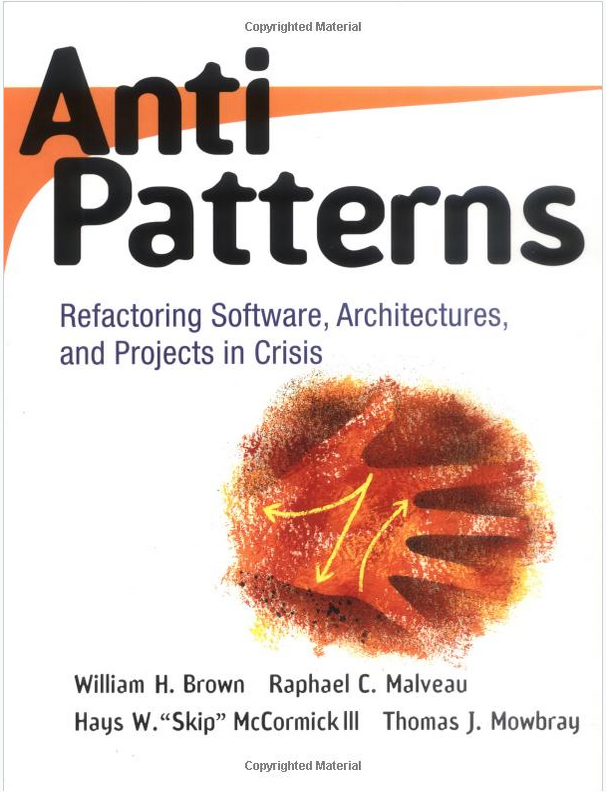 Copyrighted Material
Anti
Patterns
Refactoring Software, Architectures,
and Projects in Crisis
William H. Brown Raphael C. Malveau
Hays W. “Skip” McCormick III Thomas J. Mowbray
Copyrighted Material